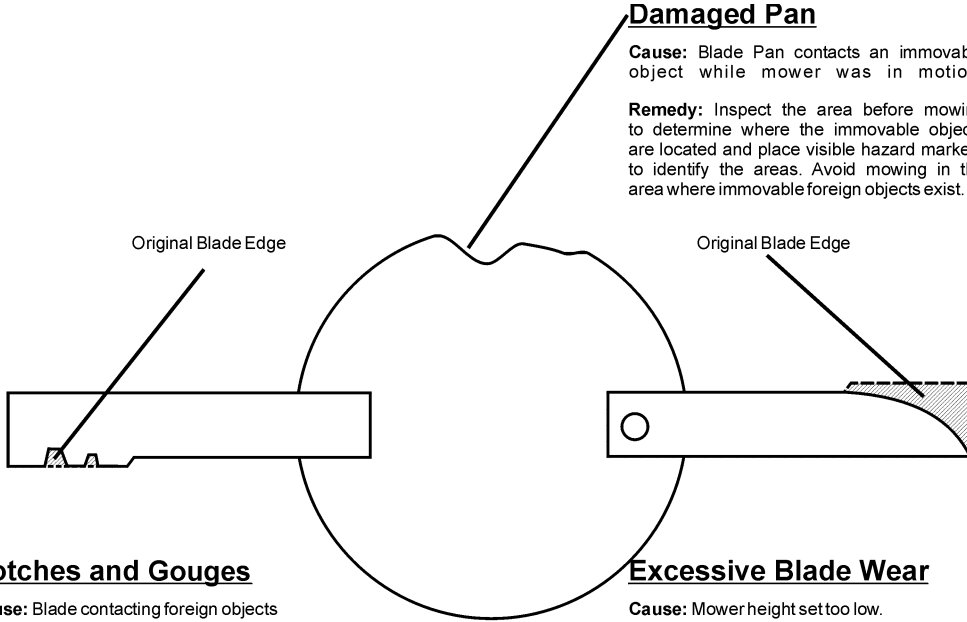 Damaged Pan
Cause: Blade Pan contacts an immovab
object while mower was in motio
Remedy: Inspect the area before mowi
to determine where the immovable objec
are located and place visible hazard marke
to identify the areas. Avoid mowing in t
area where immovable foreign objects exist.
Original Blade Edge
Original Blade Edge
otches and Gouges
use: Blade contacting foreign objects
Excessive Blade Wear
Cause: Mower height set too low.